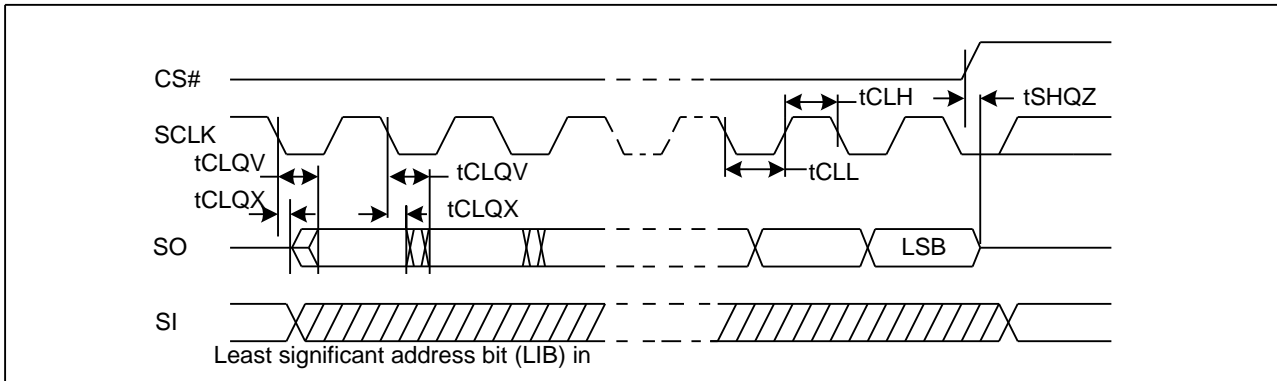 CS#
tCLH
tSHQZ
SCLK
tCLQV
tCLQV
tCLL
tCLQX
tCLQX
SO
LSB
SI
Least significant address bit (LIB) in